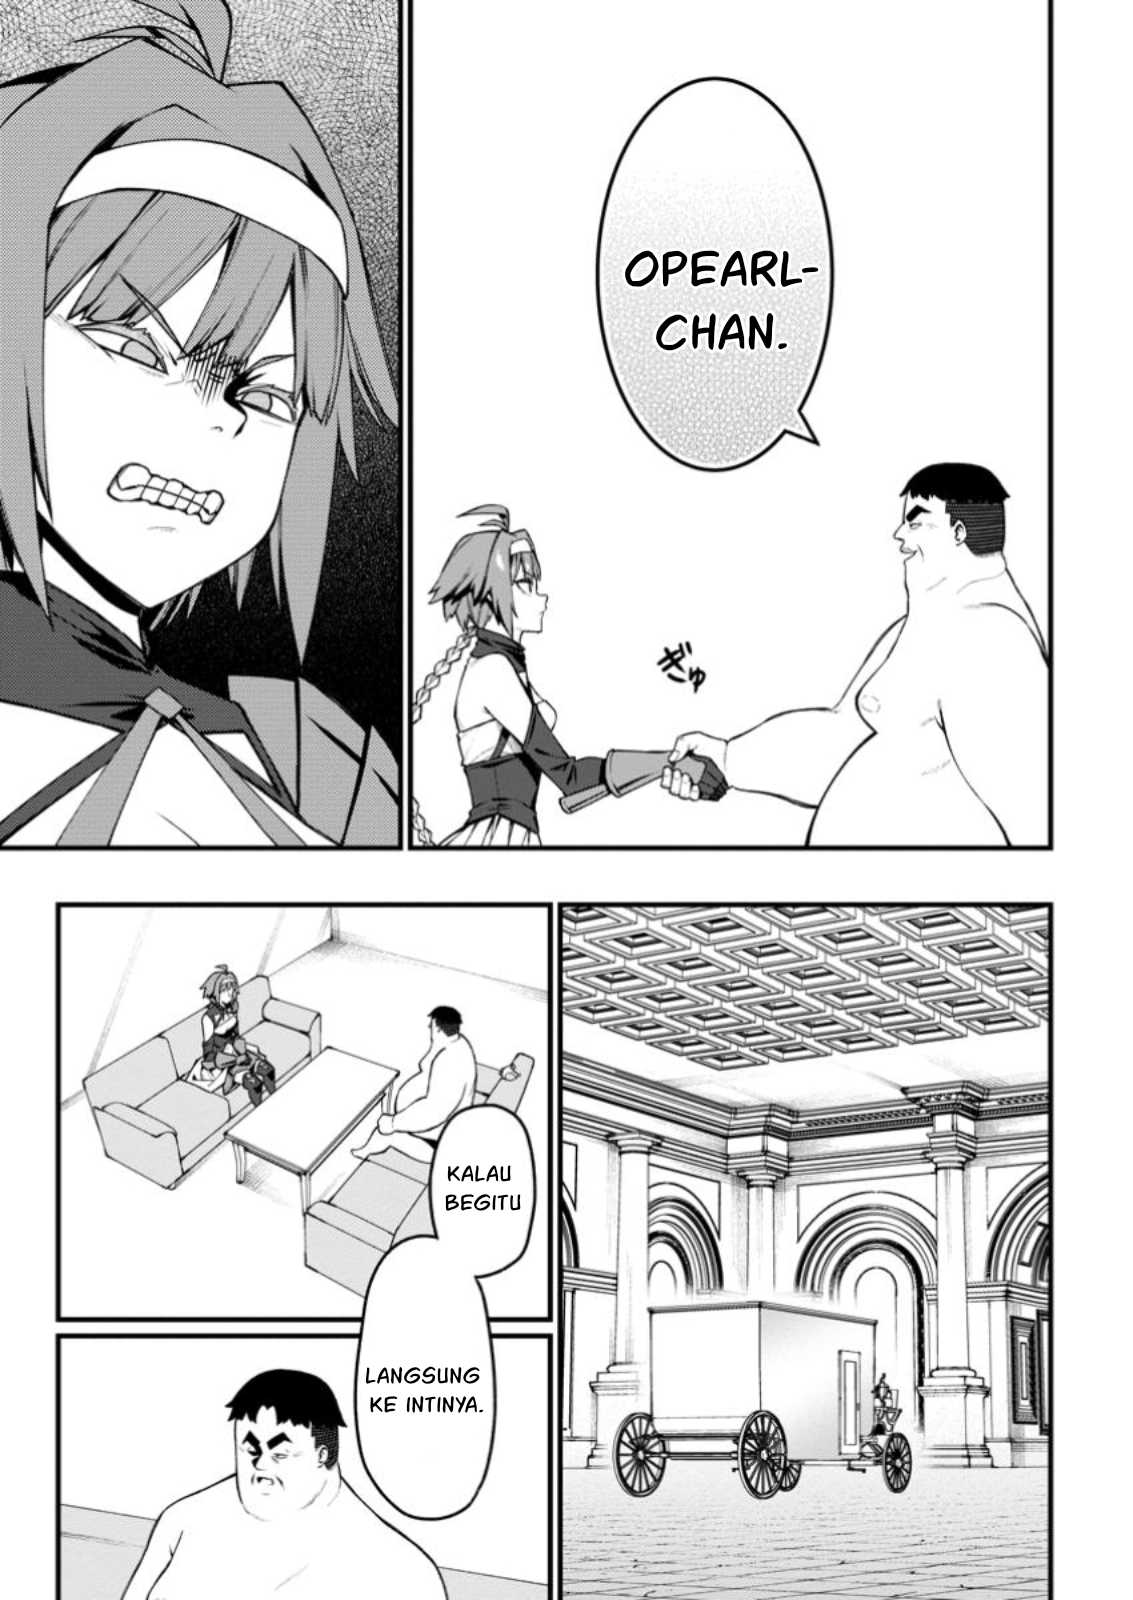 OPEARL-
CHAN.
ぎゅ
KALAU
BEGITU
LANGSUNG
KE INTINYA.